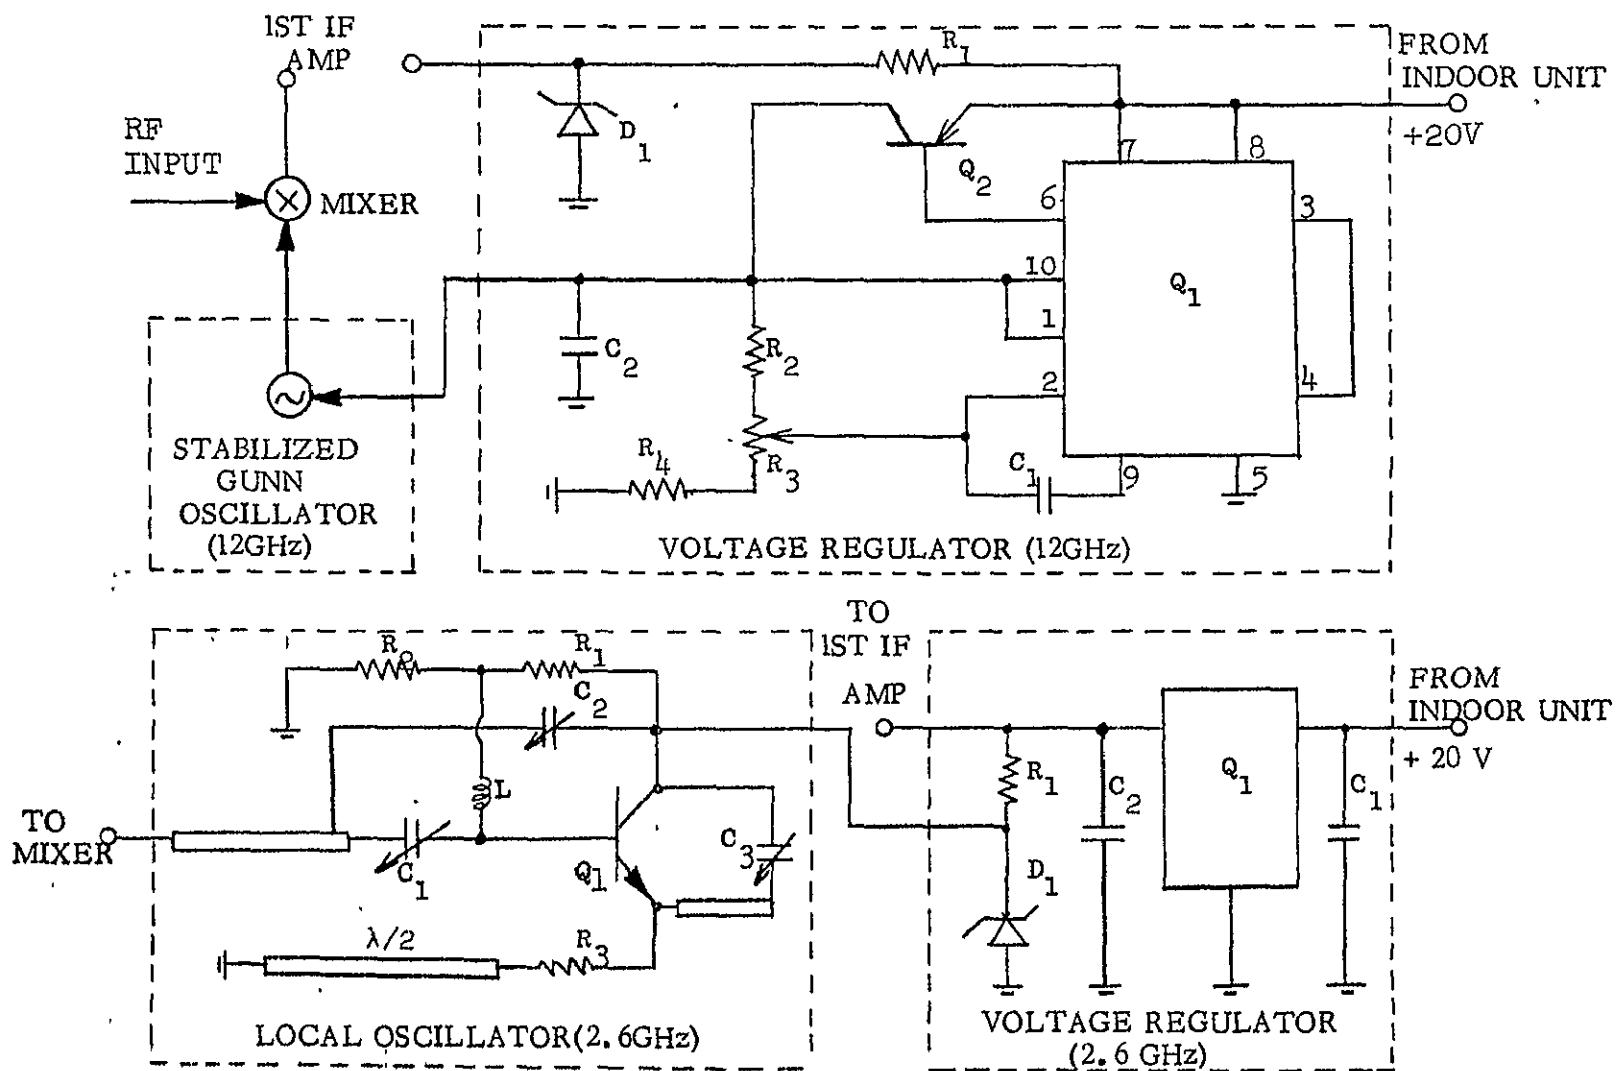 1ST IF
AMP
RF
INPUT
MIXER
R1
FROM
INDOOR UNIT
+20V
D1
Q2
7
8
6
3
10
Q1
1
C2
R2
2
4
R3
R4
C1
9
5
STABILIZED
GUNN
OSCILLATOR
(12GHz)
VOLTAGE REGULATOR (12GHz)
TO
1ST IF
AMP
R1
C2
L
C1
Q1
C3
TO
MIXER
λ/2
R3
LOCAL OSCILLATOR(2.6GHz)
FROM
INDOOR UNIT
+ 20 V
R1
C2
Q1
C1
D1
VOLTAGE REGULATOR
(2.6 GHz)